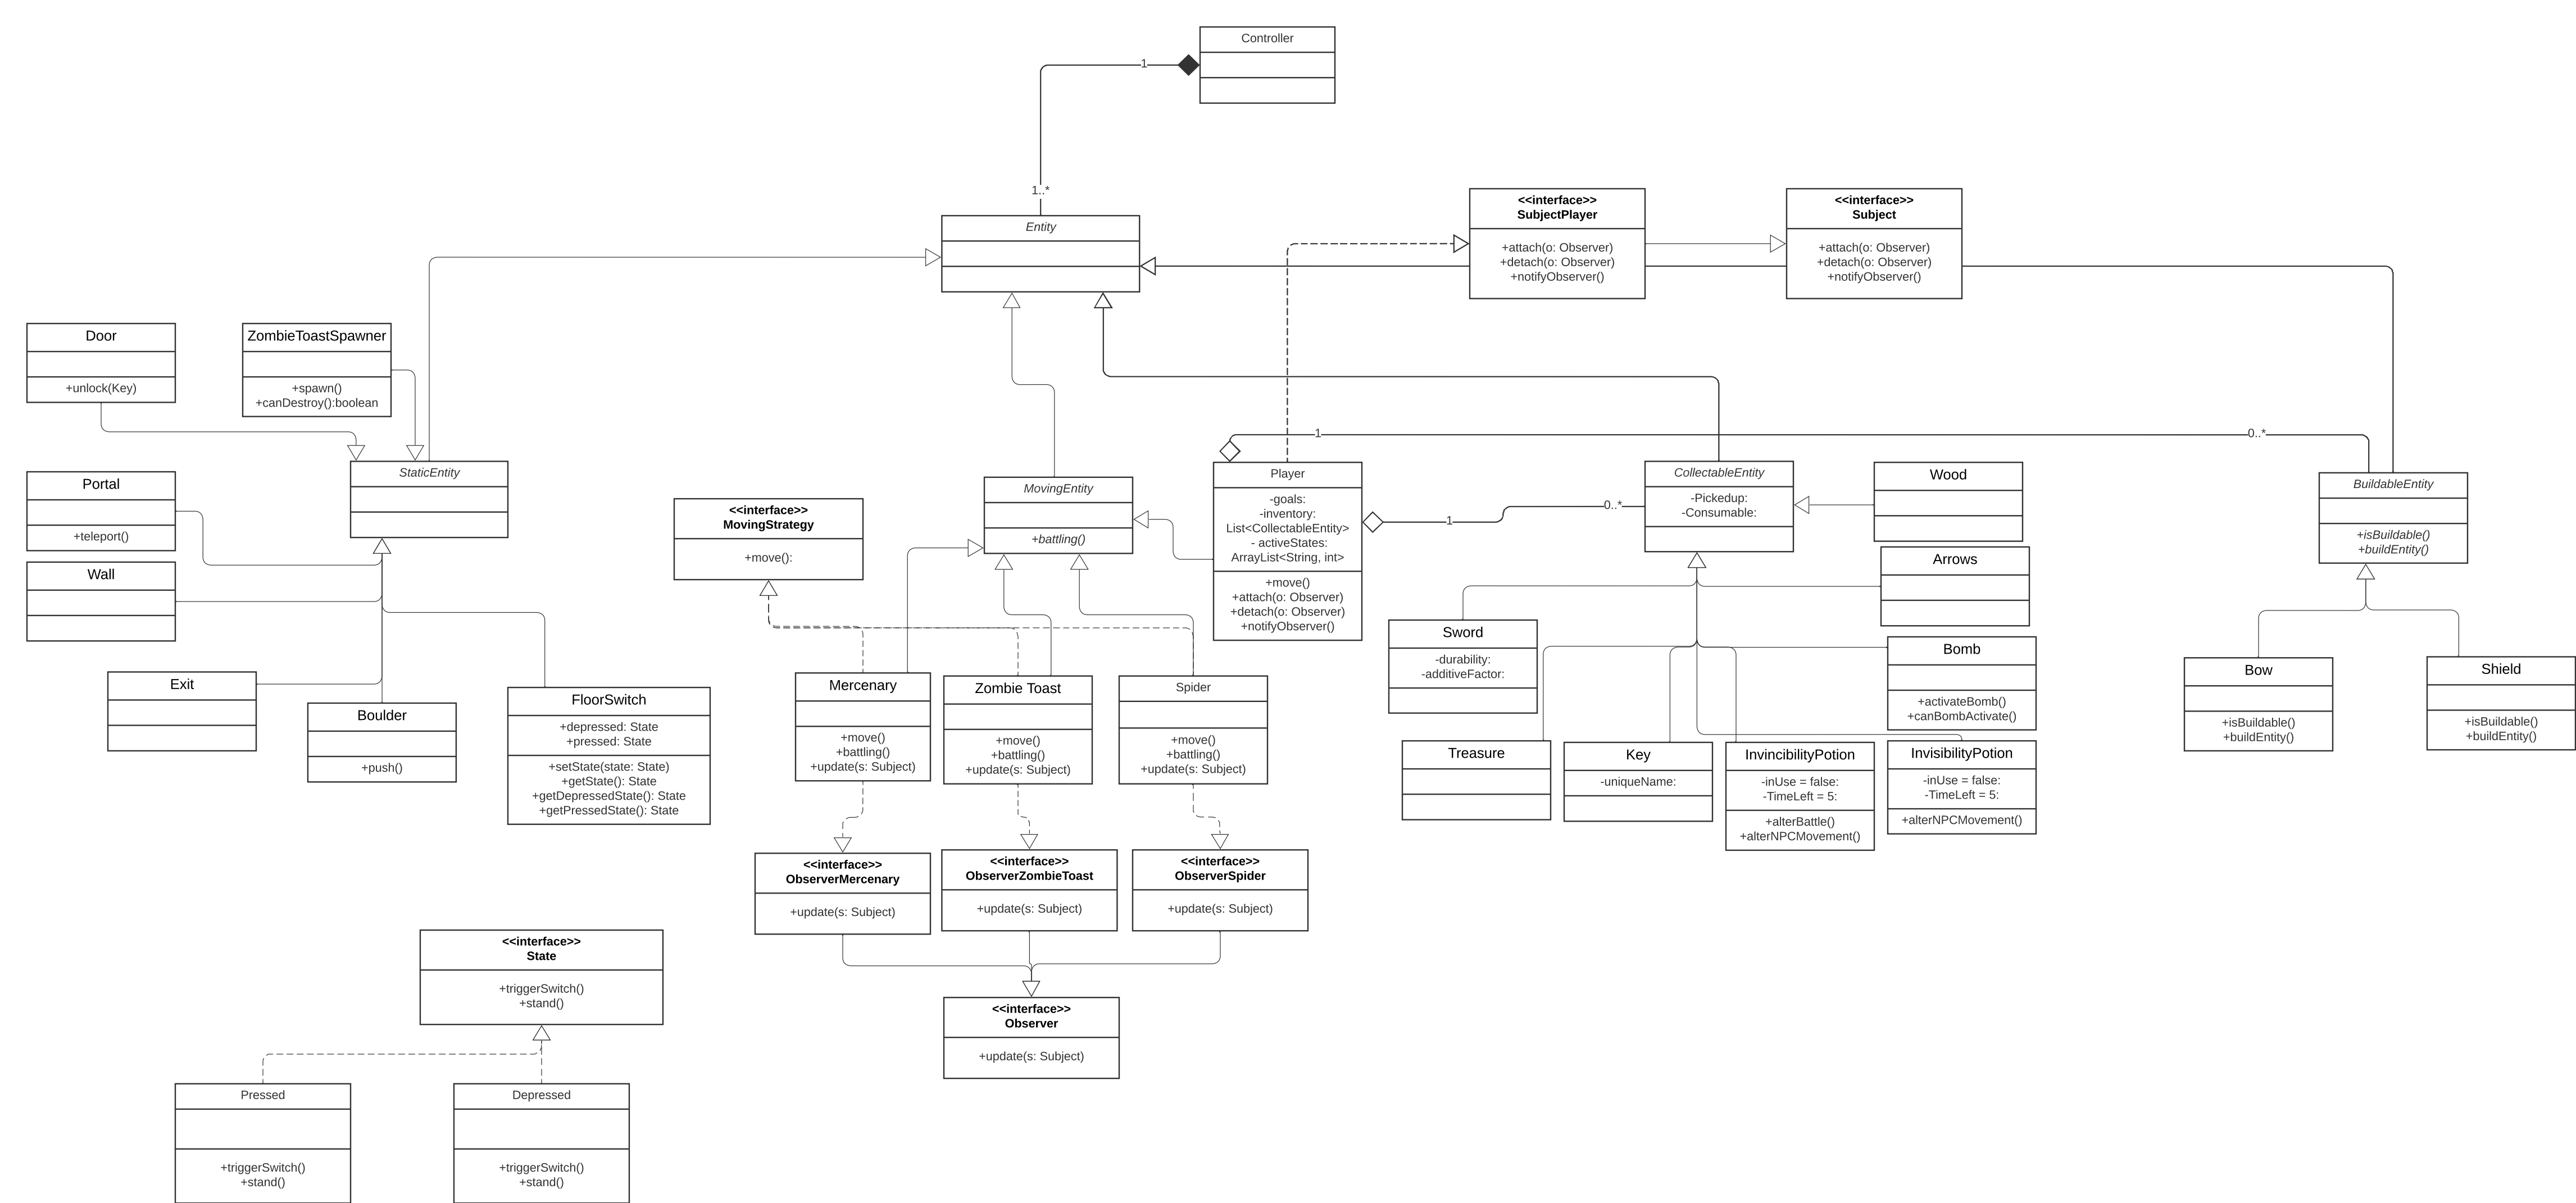 Controller
1
1..*
Entity
<<interface>>
SubjectPlayer
+attach(o: Observer)
+detach(o: Observer)
+notifyObserver()
<<interface>>
Subject
+attach(o: Observer)
+detach(o: Observer)
+notifyObserver()
Door
+unlock(Key)
ZombieToastSpawner
+spawn()
+canDestroy():boolean
1
0..*
StaticEntity
Portal
+teleport()
Wall
<<interface>>
MovingStrategy
+move():
MovingEntity
+battling()
Player
-goals:
-inventory:
List<CollectableEntity>
- activeStates:
ArrayList<String, int>
+move()
+attach(o: Observer)
+detach(o: Observer)
+notifyObserver()
1
0..*
CollectableEntity
-Pickedup:
-Consumable:
Wood
Arrows
BuildableEntity
+isBuildable()
+buildEntity()
Exit
Boulder
+push()
FloorSwitch
+depressed: State
+pressed: State
+setState(state: State)
+getState(): State
+getDepressedState(): State
+getPressedState(): State
Mercenary
+move()
+battling()
+update(s: Subject)
Zombie Toast
+move()
+battling()
+update(s: Subject)
Spider
+move()
+battling()
+update(s: Subject)
Sword
-durability:
-additiveFactor:
Bomb
+activateBomb()
+canBombActivate()
Bow
+isBuildable()
+buildEntity()
Shield
+isBuildable()
+buildEntity()
Treasure
Key
-uniqueName:
InvincibilityPotion
-inUse = false:
-TimeLeft = 5:
+alterBattle()
+alterNPCMovement()
InvisibilityPotion
-inUse = false:
-TimeLeft = 5:
+alterNPCMovement()
<<interface>>
ObserverMercenary
+update(s: Subject)
<<interface>>
ObserverZombieToast
+update(s: Subject)
<<interface>>
ObserverSpider
+update(s: Subject)
<<interface>>
State
+triggerSwitch()
+stand()
<<interface>>
Observer
+update(s: Subject)
Pressed
+triggerSwitch()
+stand()
Depressed
+triggerSwitch()
+stand()